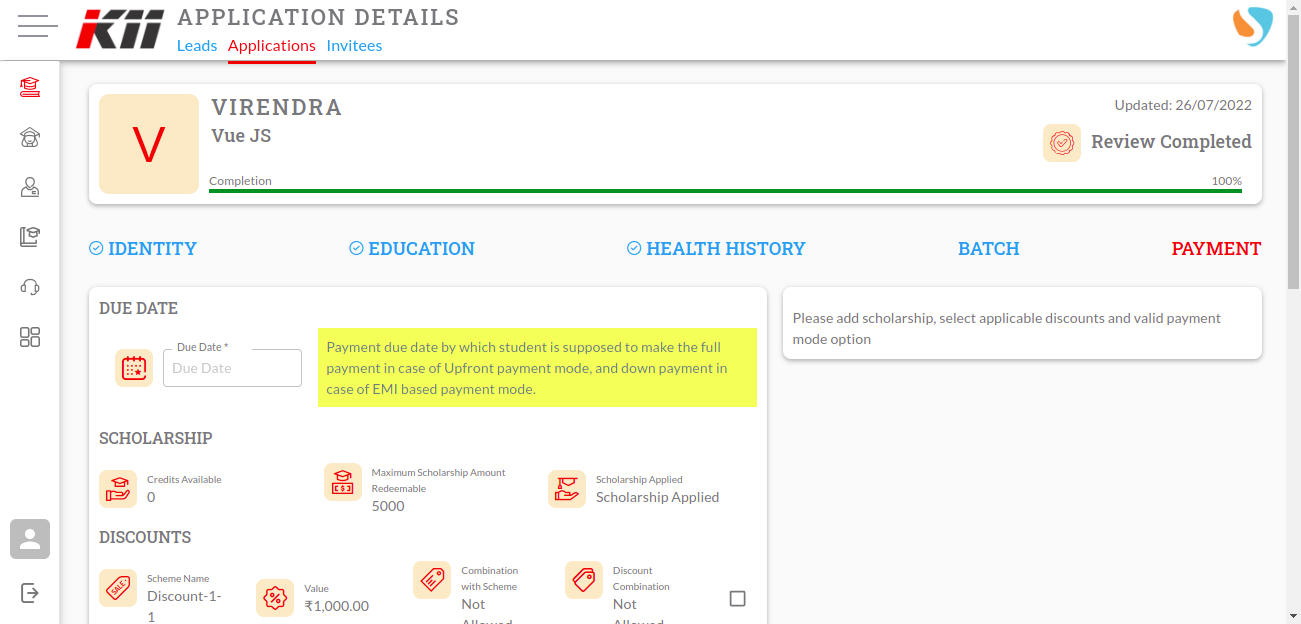 KII
APPLICATION DETAILS
Leads Applications Invitees
V
VIRENDRA
Vue JS
Updated: 26/07/2022
Review Completed
Completion 100%
IDENTITY EDUCATION HEALTH HISTORY BATCH PAYMENT
DUE DATE
Due Date *
Due Date
Payment due date by which student is supposed to make the full
payment in case of Upfront payment mode, and down payment in
case of EMI based payment mode.
Please add scholarship, select applicable discounts and valid payment
mode option
SCHOLARSHIP
Credits Available
0
Maximum Scholarship Amount
Redeemable
5000
Scholarship Applied
Scholarship Applied
DISCOUNTS
SALE
Scheme Name
Discount-1-
1
Value
₹1,000.00
Combination
with Scheme
Not
Allowed
Discount
Combination
Not
Allowed